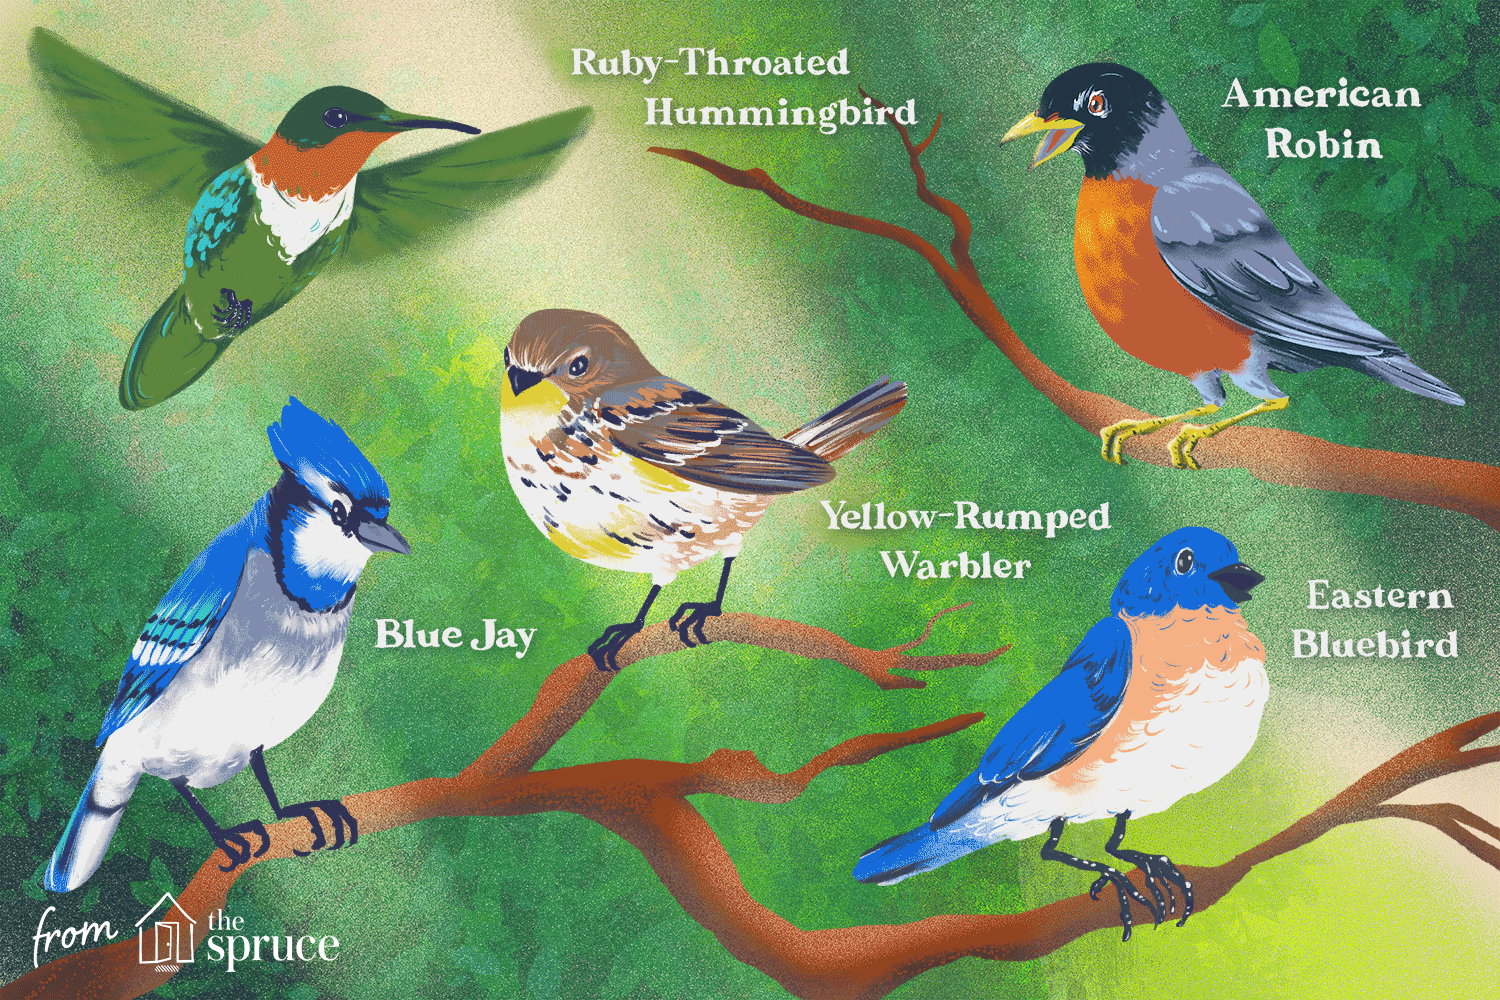 Ruby-Throated
Hummingbird
American
Robin
Yellow-Rumped
Warbler
Blue Jay
Eastern
Bluebird
from
the
spruce